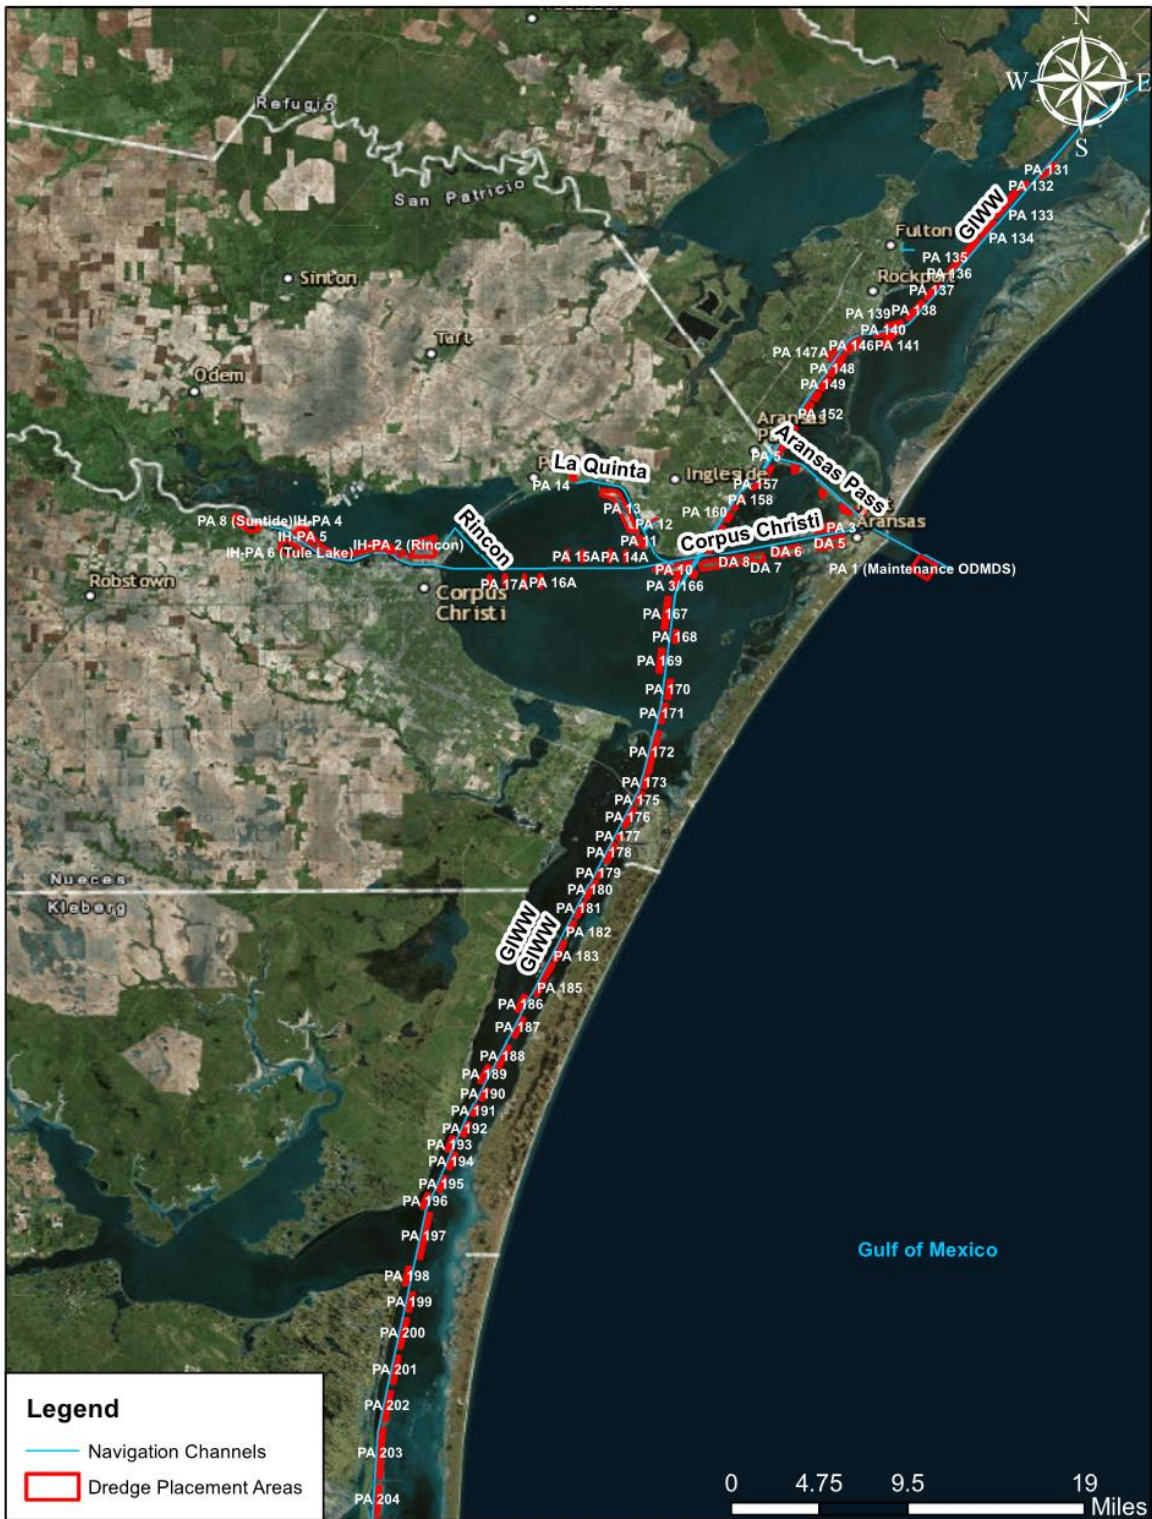 N
W
E
S
Refugio
San Patricio
PA 131
PA 132
GIWW
PA 133
Fulton
PA 134
PA 135
PA 136
Sinton
Rockport
PA 137
PA 138
PA 139
PA 140
Taft
PA 146
PA 141
PA 147A
PA 148
Odem
PA 149
PA 152
Aransas
Aransas Pass
PA 5
La Quinta
Ingleside
PA 14
PA 157
PA 158
PA 13
PA 160
PA 8 (Suntide)
IH-PA 4
PA 12
Corpus Christi
PA 3
Aransas
IH-PA 5
Rincon
PA 11
DA 5
IH-PA 6 (Tule Lake)
IH-PA 2 (Rincon)
DA 6
PA 15A
PA 14A
DA 8
DA 7
PA 10
PA 1 (Maintenance ODMDS)
Robstown
PA 17A
PA 16A
PA 3/166
Corpus
Christi
PA 167
PA 168
PA 169
PA 170
PA 171
PA 172
PA 173
PA 175
PA 176
PA 177
PA 178
PA 179
Nueces
PA 180
Kleberg
PA 181
GIWW
GIWW
PA 182
PA 183
PA 185
PA 186
PA 187
PA 188
PA 189
PA 190
PA 191
PA 192
PA 193
PA 194
PA 195
PA 196
PA 197
Gulf of Mexico
PA 198
PA 199
PA 200
PA 201
PA 202
PA 203
PA 204
Legend
Navigation Channels
Dredge Placement Areas
0 4.75 9.5 19
Miles